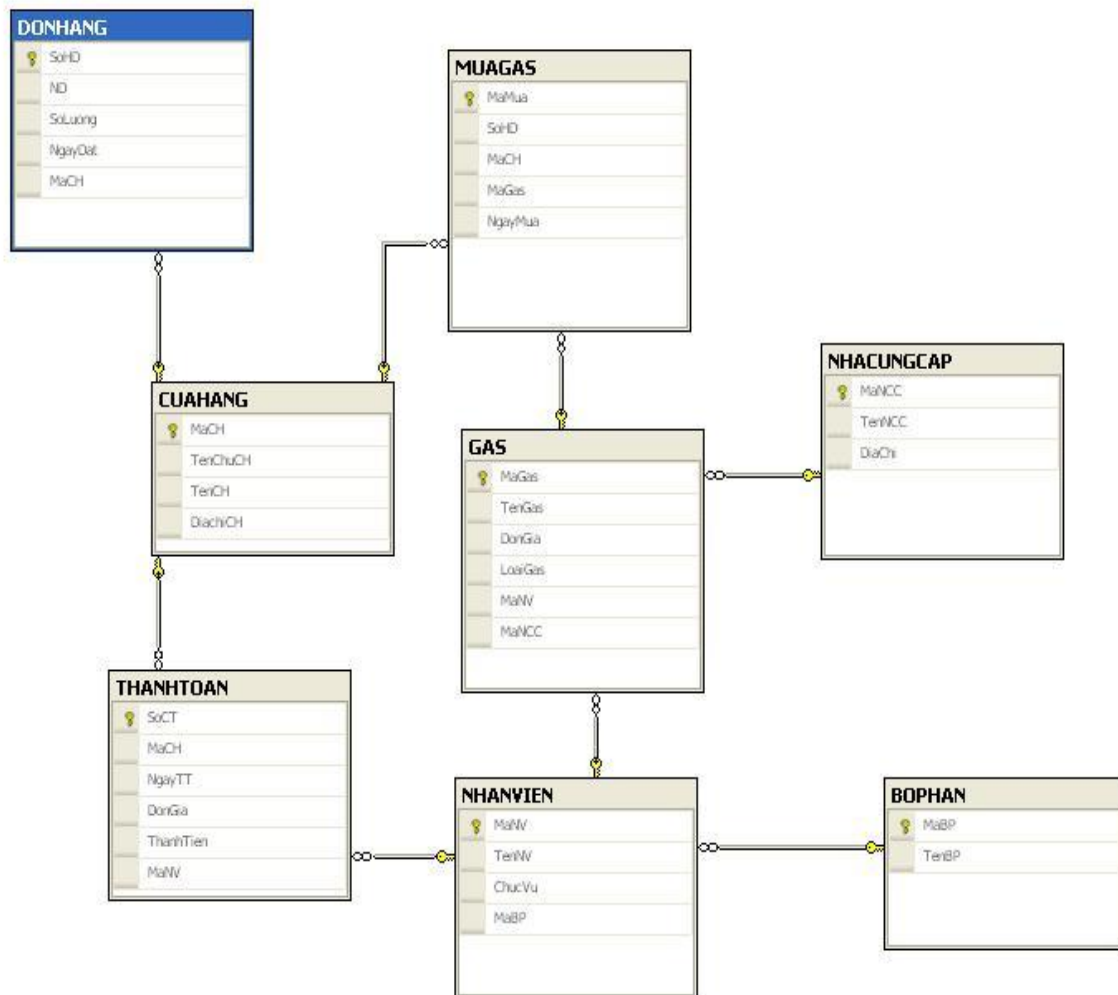 DONHANG
SoHD
ND
SoLuong
NgayDat
MaCH
MUAGAS
MaMua
SoHD
MaCH
MaGas
NgayMua
CUAHANG
MaCH
TenChuCH
TenCH
DiachiCH
GAS
MaGas
TenGas
DonGia
LoaiGas
MaNV
MaNCC
NHACUNGCAP
MaNCC
TenNCC
DiaChi
THANHTOAN
SoCT
MaCH
NgayTT
DonGia
ThanhTien
MaNV
NHANVIEN
MaNV
TenNV
ChucVu
MaBP
BOPHAN
MaBP
TenBP